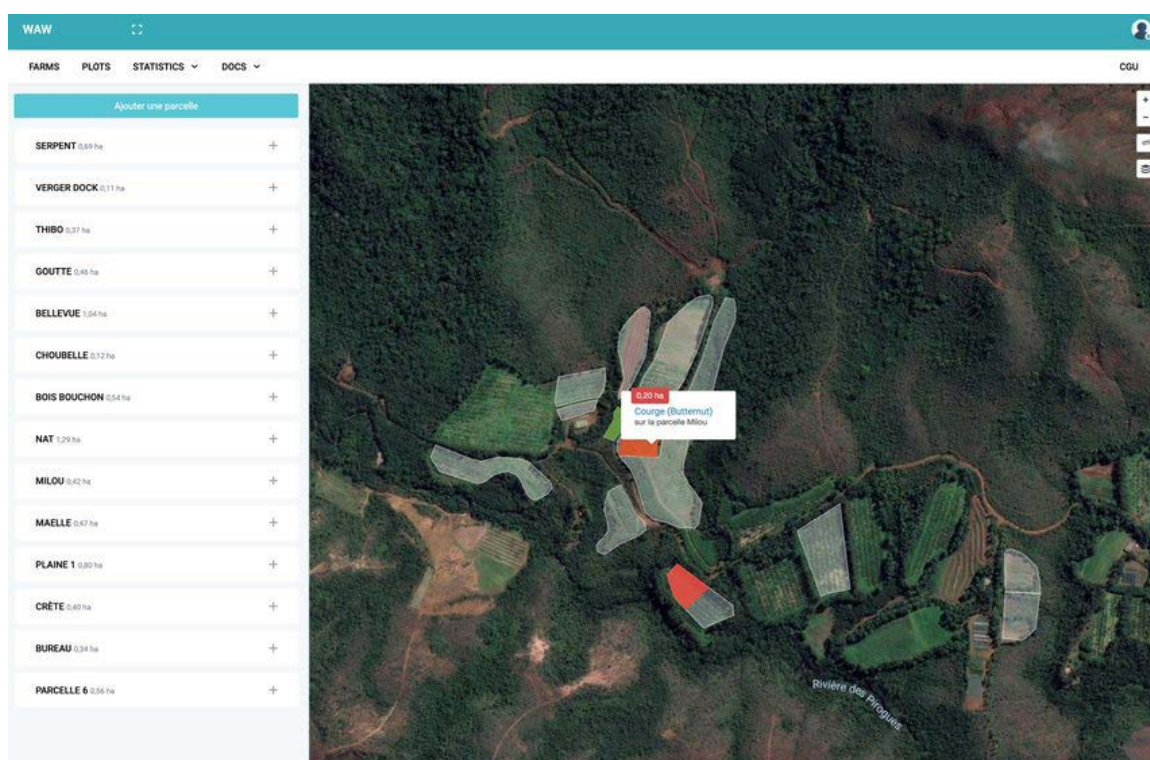 WAW
FARMS PLOTS STATISTICS DOCS CGU
Ajouter une parcelle
SERPENT 0,69 ha
VERGER DOCK 0,11 ha
THIBO 0,37 ha
GOUTTE 0,46 ha
BELLEVUE 1,04 ha
CHOUBELLE 0,12 ha
BOIS BOUCHON 0,54 ha
NAT 1,29 ha
MILOU 0,42 ha
MAELLE 0,47 ha
PLAINE 1 0,80 ha
CRÈTE 0,40 ha
BUREAU 0,34 ha
PARCELLE 6 0,56 ha
0,20 ha
Courge (Butternut)
sur la parcelle Milou
Rivière des Pirogues